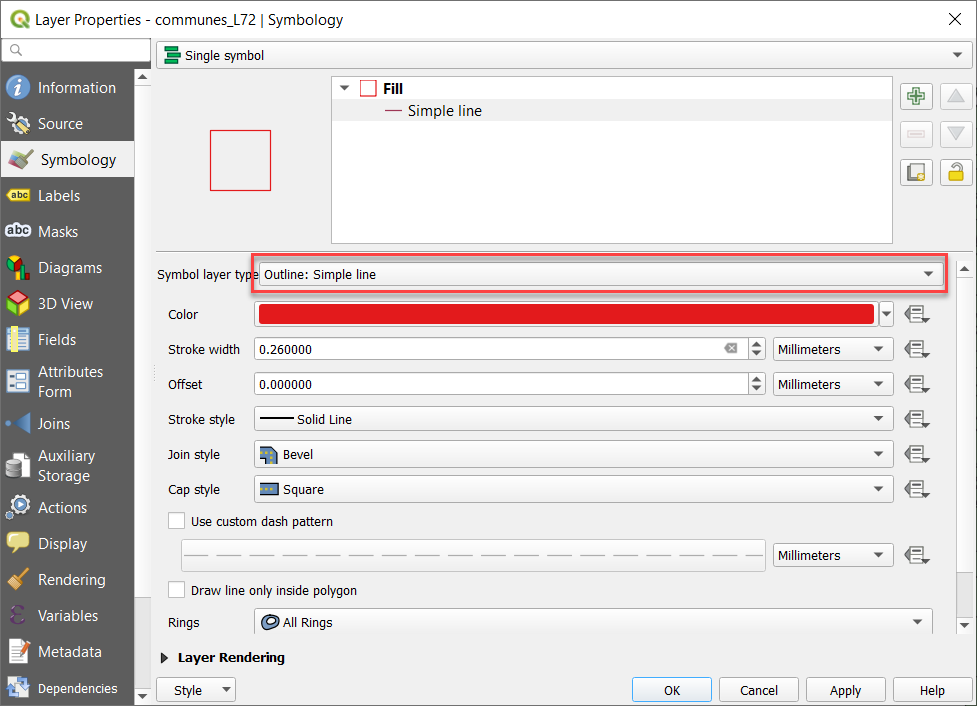 Layer Properties - communes_L72 | Symbology
Single symbol
Information
Source
Symbology
Labels
abc
Masks
abc
Diagrams
3D View
Fields
Attributes
Form
Joins
Auxiliary
Storage
Actions
Display
Rendering
Variables
Metadata
Dependencies
Fill
Simple line
Symbol layer type Outline: Simple line
Color
Stroke width 0.260000 Millimeters
Offset 0.000000 Millimeters
Stroke style Solid Line
Join style Bevel
Cap style Square
Use custom dash pattern
Millimeters
Draw line only inside polygon
Rings All Rings
Layer Rendering
Style OK Cancel Apply Help